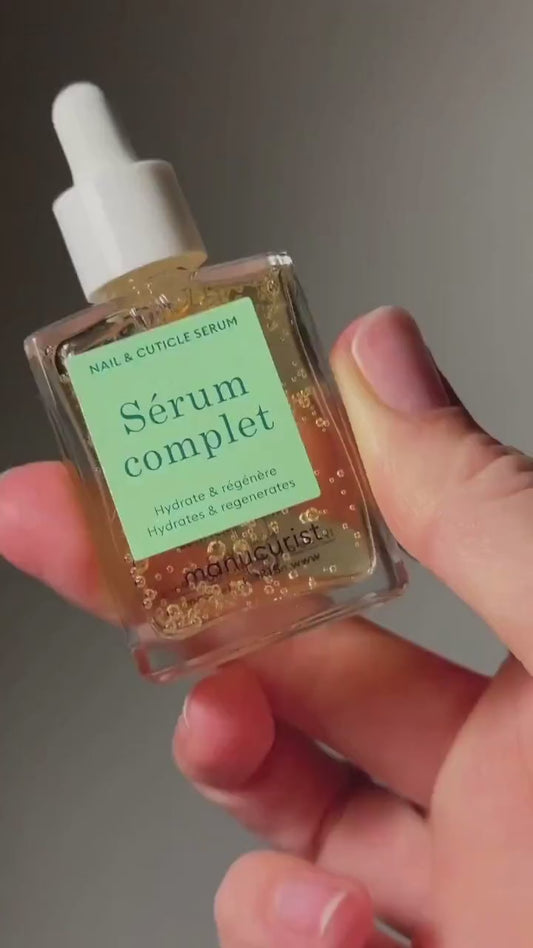 NAIL & CUTICLE SERUM
Sérum
complet
Hydrate & régénère
Hydrates & regenerates
manucurist